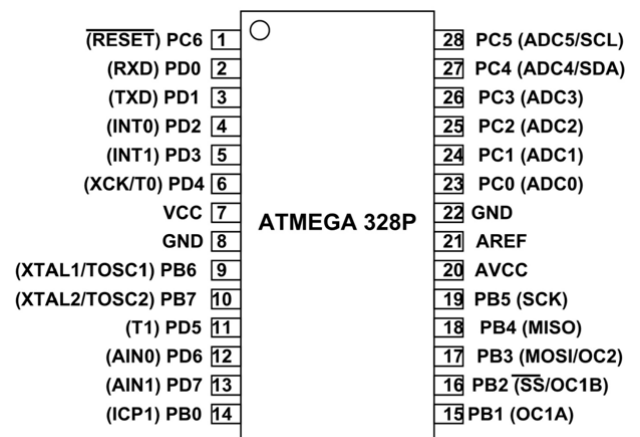 (RESET) PC6 1
(RXD) PD0 2
(TXD) PD1 3
(INT0) PD2 4
(INT1) PD3 5
(XCK/T0) PD4 6
VCC 7
GND 8
(XTAL1/TOSC1) PB6 9
(XTAL2/TOSC2) PB7 10
(T1) PD5 11
(AIN0) PD6 12
(AIN1) PD7 13
(ICP1) PB0 14
ATMEGA 328P
28 PC5 (ADC5/SCL)
27 PC4 (ADC4/SDA)
26 PC3 (ADC3)
25 PC2 (ADC2)
24 PC1 (ADC1)
23 PC0 (ADC0)
22 GND
21 AREF
20 AVCC
19 PB5 (SCK)
18 PB4 (MISO)
17 PB3 (MOSI/OC2)
16 PB2 (SS/OC1B)
15 PB1 (OC1A)